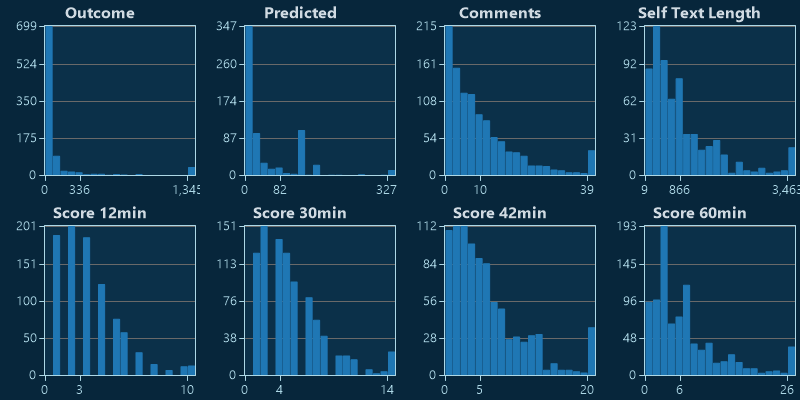 Outcome
699
524
350
175
0
0 336 1,345
Predicted
347
260
174
87
0
0 82 327
Comments
215
161
108
54
0
0 10 39
Self Text Length
123
92
62
31
0
9 866 3,463
Score 12min
201
151
100
50
0
0 3 10
Score 30min
151
113
76
38
0
0 4 14
Score 42min
112
84
56
28
0
0 5 20
Score 60min
193
145
96
48
0
0 6 26